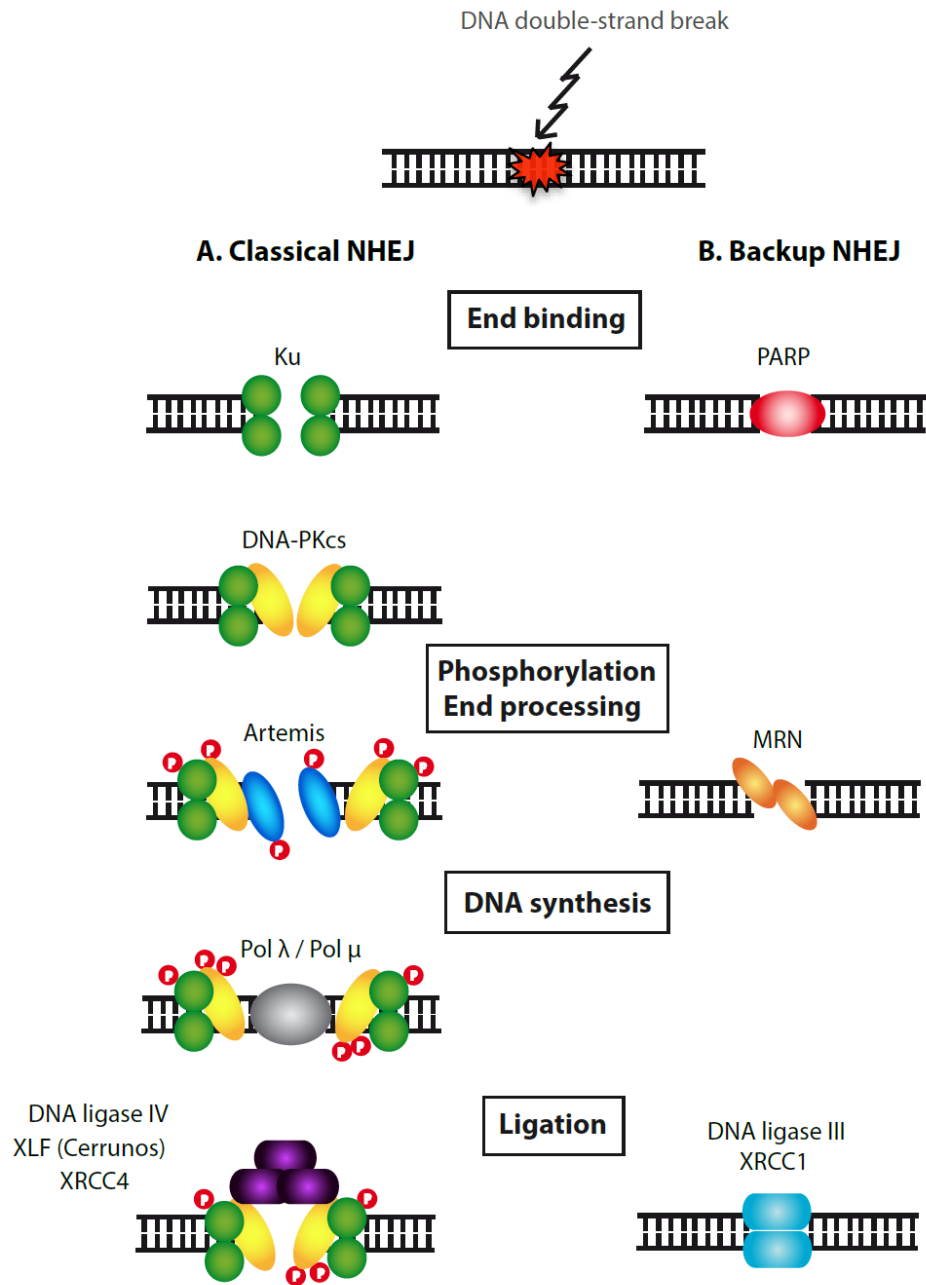 DNA double-strand break
A. Classical NHEJ
B. Backup NHEJ
End binding
Ku
PARP
DNA-PKcs
Phosphorylation
End processing
Artemis
MRN
P
P
P
P
P
P
DNA synthesis
Pol λ / Pol μ
P
P
P
P
P
P
Ligation
DNA ligase IV
XLF (Cerrunos)
XRCC4
DNA ligase III
XRCC1
P
P
P
P